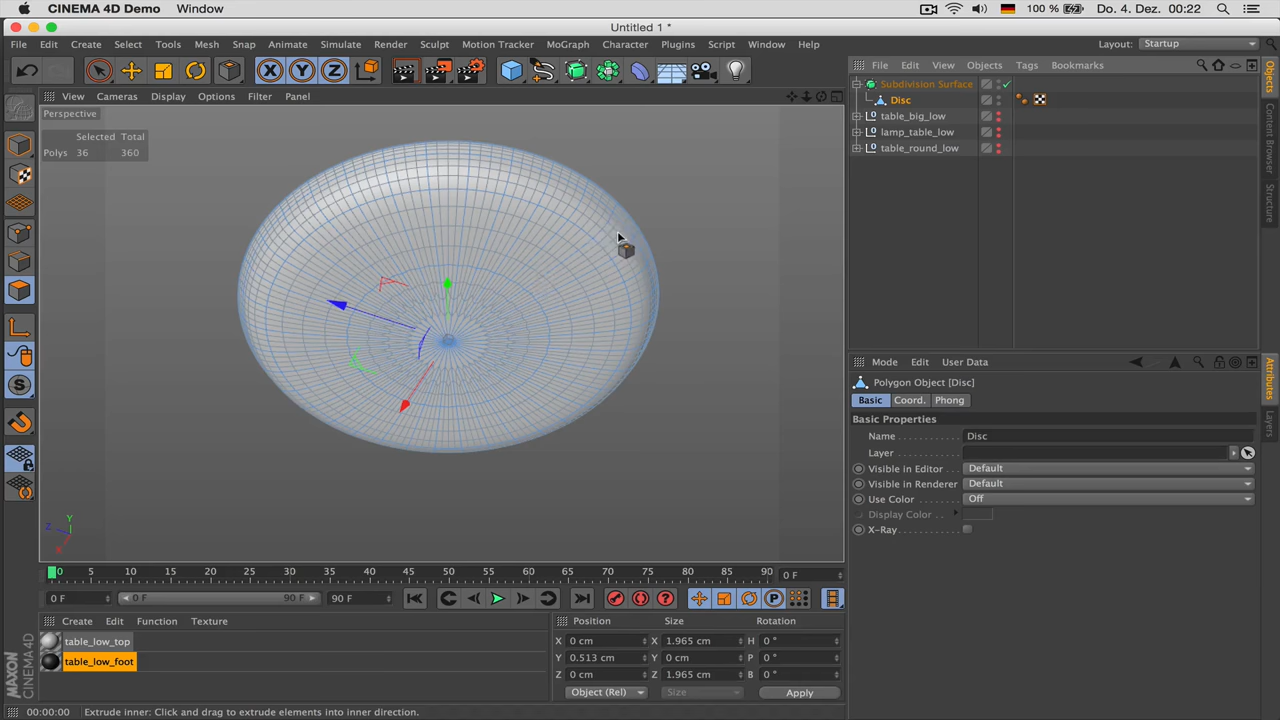 CINEMA 4D Demo Window 100 % Do. 4. Dez. 00:22
Untitled 1 *
File Edit Create Select Tools Mesh Snap Animate Simulate Render Sculpt Motion Tracker MoGraph Character Plugins Script Window Help Layout: Startup
X Y Z
File Edit View Objects Tags Bookmarks
View Cameras Display Options Filter Panel
Perspective
Selected Total
Polys 36 360
Subdivision Surface
Disc
table_big_low
lamp_table_low
table_round_low
Objects
Content Browser
Structure
Mode Edit User Data
Polygon Object [Disc]
Basic Coord. Phong
Basic Properties
Name Disc
Layer
Visible in Editor Default
Visible in Renderer Default
Use Color Off
Display Color
X-Ray
Attributes
Layers
S
Y
Z
X
0 5 10 15 20 25 30 35 40 45 50 55 60 65 70 75 80 85 90 0 F
0 F 0 F 90 F 90 F
P
Create Edit Function Texture
table_low_top
table_low_foot
Position Size Rotation
X 0 cm X 1.965 cm H 0 °
Y 0.513 cm Y 0 cm P 0 °
Z 0 cm Z 1.965 cm B 0 °
Object (Rel) Size Apply
MAXON
CINEMA 4D
00:00:00 Extrude inner: Click and drag to extrude elements into inner direction.